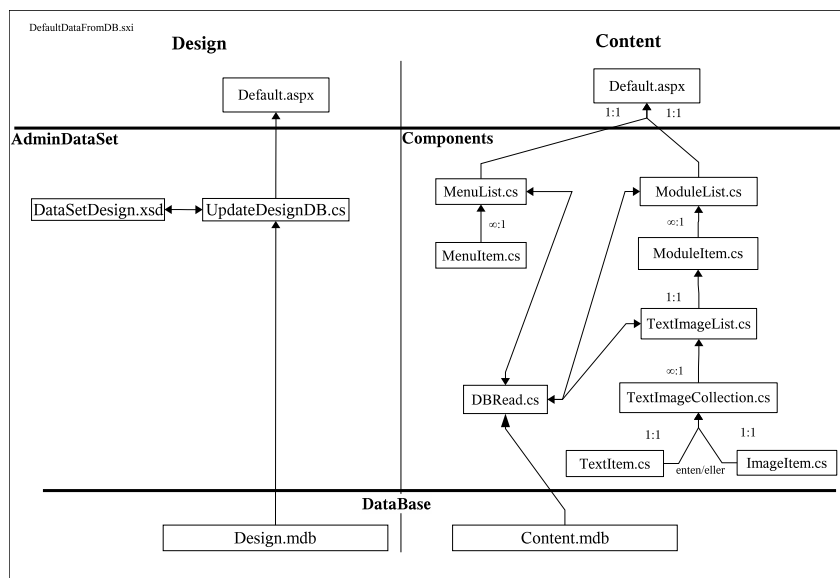 DefaultDataFromDB.sxi
Design
Content
Default.aspx
Default.aspx
1:1
1:1
AdminDataSet
Components
DataSetDesign.xsd
UpdateDesignDB.cs
MenuList.cs
ModuleList.cs
∞:1
∞:1
MenuItem.cs
ModuleItem.cs
1:1
TextImageList.cs
∞:1
DBRead.cs
TextImageCollection.cs
1:1
1:1
TextItem.cs
enten/eller
ImageItem.cs
DataBase
Design.mdb
Content.mdb